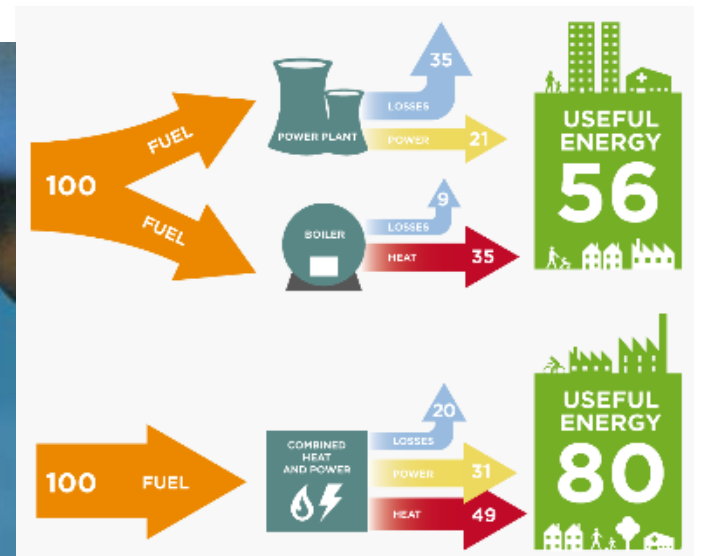 35
LOSSES
POWER PLANT
POWER 21
FUEL
100
FUEL
9
LOSSES
BOILER
HEAT 35
USEFUL
ENERGY
56
20
LOSSES
COMBINED
HEAT
AND POWER
POWER 31
HEAT 49
100 FUEL
USEFUL
ENERGY
80